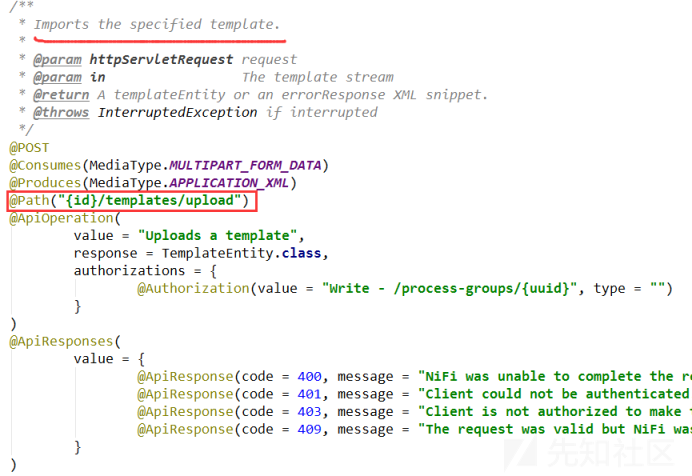 /**
* Imports the specified template.
*
* @param httpServletRequest request
* @param in The template stream
* @return A templateEntity or an errorResponse XML snippet.
* @throws InterruptedException if interrupted
*/
@POST
@Consumes(MediaType.MULTIPART_FORM_DATA)
@Produces(MediaType.APPLICATION_XML)
@Path("{id}/templates/upload")
@ApiOperation(
value = "Uploads a template",
response = TemplateEntity.class,
authorizations = {
@Authorization(value = "Write - /process-groups/{uuid}", type = "")
}
)
@ApiResponses(
value = {
@ApiResponse(code = 400, message = "NiFi was unable to complete the re
@ApiResponse(code = 401, message = "Client could not be authenticated
@ApiResponse(code = 403, message = "Client is not authorized to make
@ApiResponse(code = 409, message = "The request was valid but NiFi was
}
)
先知社区